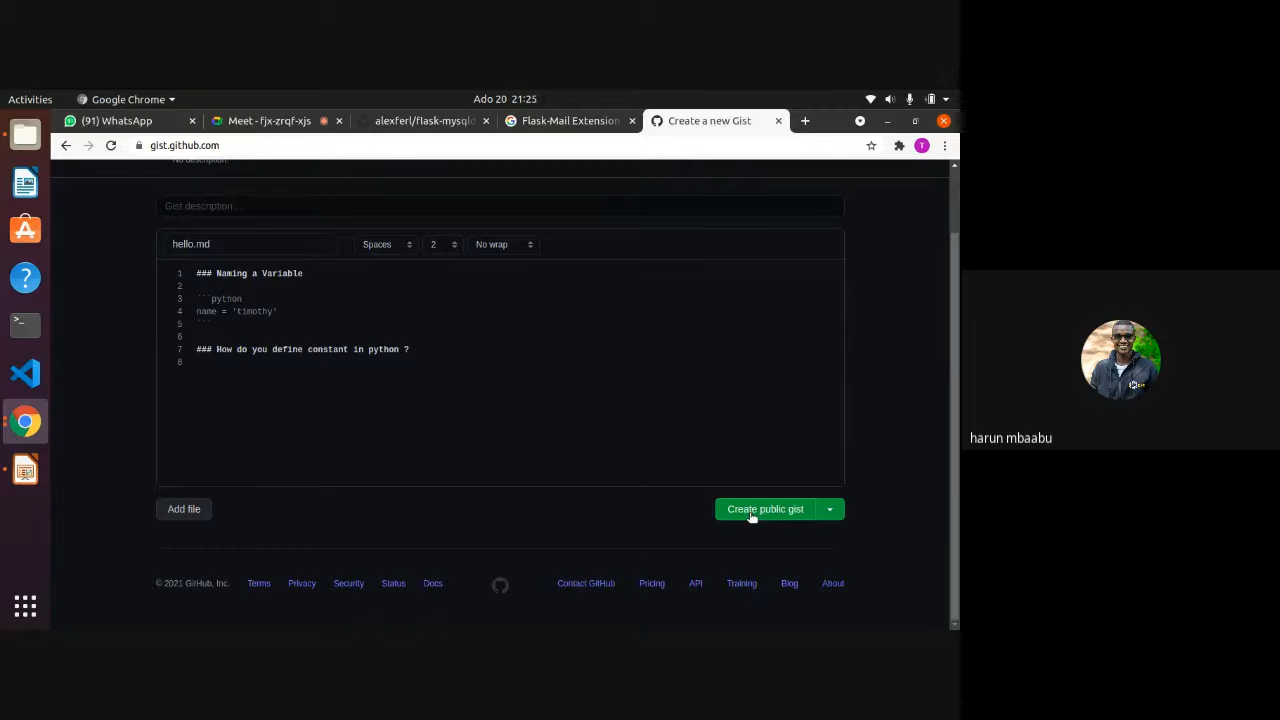 Activities
Google Chrome
Ado 20 21:25
(91) WhatsApp
Meet - fjx-zrqf-xjs
alexferl/flask-mysqld
Flask-Mail Extension
Create a new Gist
gist.github.com
T
No description.
Gist description…
hello.md
Spaces
2
No wrap
1 ### Naming a Variable
2
3 ```python
4 name = 'timothy'
5 ```
6
7 ### How do you define constant in python ?
8
Add file
Create public gist
© 2021 GitHub, Inc.
Terms
Privacy
Security
Status
Docs
Contact GitHub
Pricing
API
Training
Blog
About
harun mbaabu